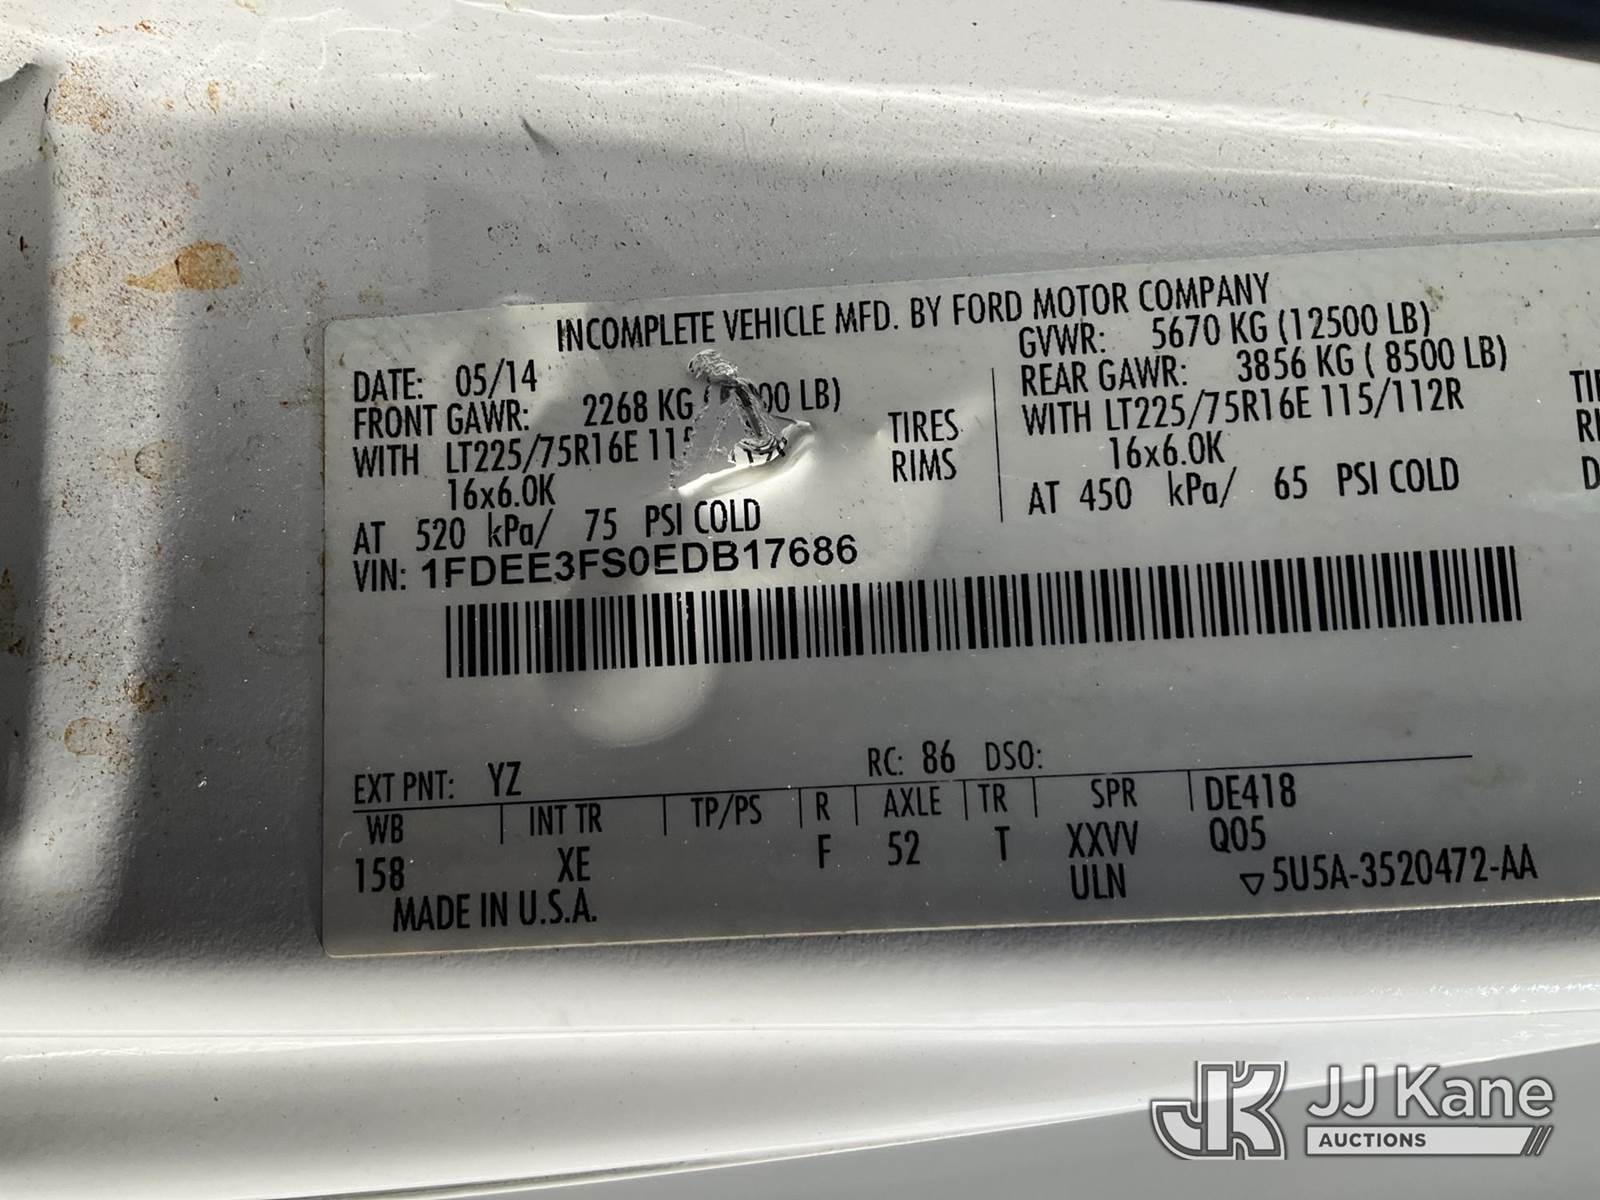 INCOMPLETE VEHICLE MFD. BY FORD MOTOR COMPANY
DATE: 05/14
GVWR: 5670 KG (12500 LB)
FRONT GAWR: 2268 KG ( 00 LB)
REAR GAWR: 3856 KG ( 8500 LB)
WITH LT225/75R16E TIRES
WITH LT225/75R16E 115/112R
16x6.0K RIMS
16x6.0K
AT 520 kPa/ 75 PSI COLD
AT 450 kPa/ 65 PSI COLD
VIN: 1FDEE3FS0EDB17686
EXT PNT: YZ RC: 86 DSO:
WB INT TR TP/PS R AXLE TR SPR DE418
158 XE F 52 T XXVV Q05
ULN 5U5A-3520472-AA
MADE IN U.S.A.
JK JJ Kane
AUCTIONS